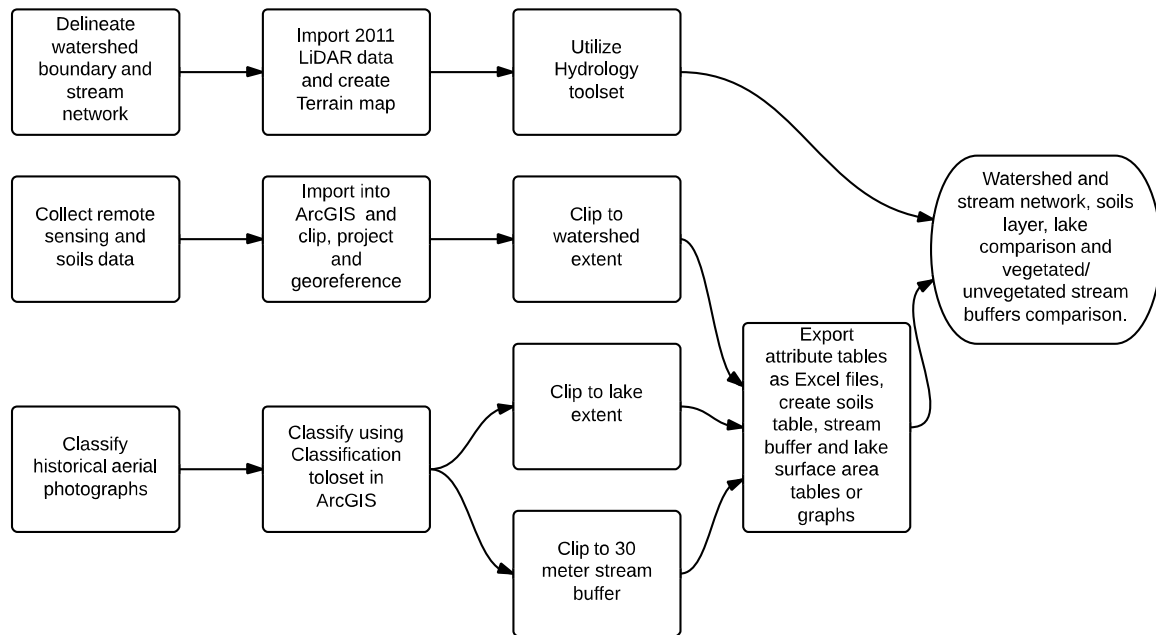 Delineate
watershed
boundary and
stream
network
Import 2011
LiDAR data
and create
Terrain map
Utilize
Hydrology
toolset
Collect remote
sensing and
soils data
Import into
ArcGIS and
clip, project
and
georeference
Clip to
watershed
extent
Classify
historical aerial
photographs
Classify using
Classification
toloset in
ArcGIS
Clip to lake
extent
Clip to 30
meter stream
buffer
Export
attribute tables
as Excel files,
create soils
table, stream
buffer and lake
surface area
tables or
graphs
Watershed and
stream network, soils
layer, lake
comparison and
vegetated/
unvegetated stream
buffers comparison.